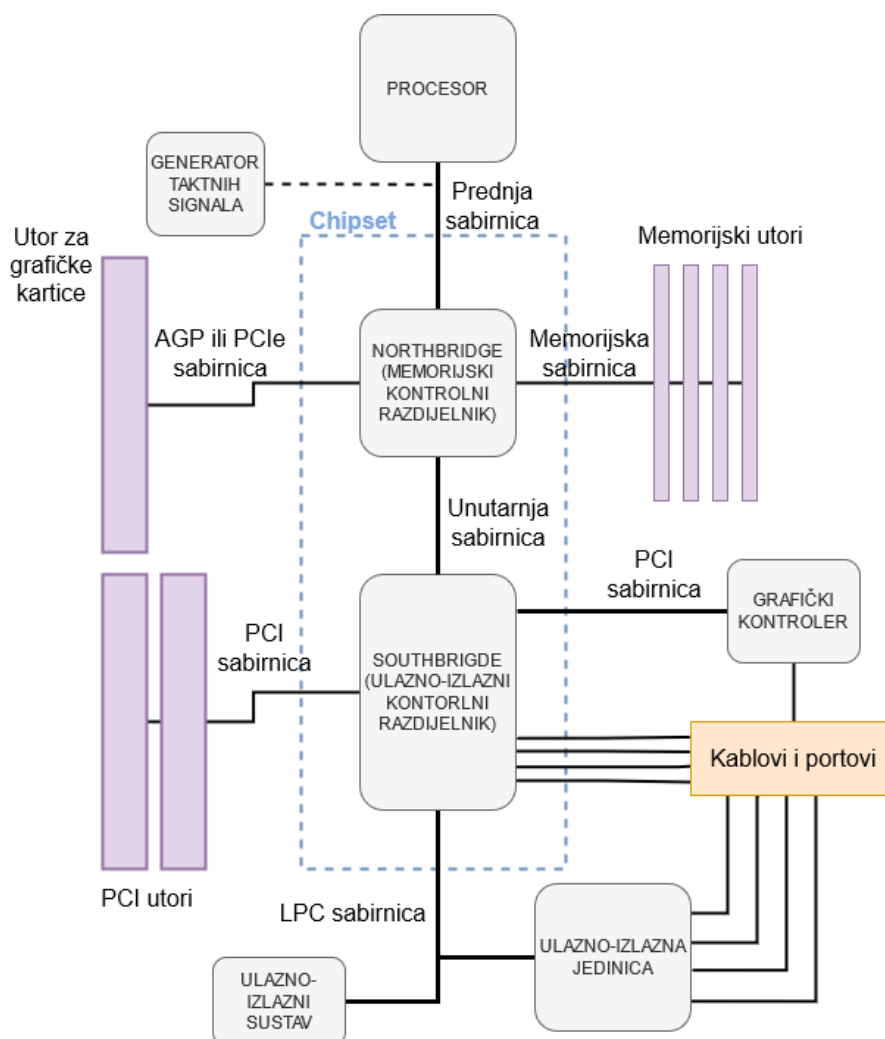 PROCESOR
GENERATOR
TAKTNIH
SIGNALA
Prednja
sabirnica
Chipset
Utor za
grafičke
kartice
Memorijski utori
AGP ili PCIe
sabirnica
NORTHBRIDGE
(MEMORIJSKI
KONTROLNI
RAZDIJELNIK)
Memorijska
sabirnica
Unutarnja
sabirnica
PCI
sabirnica
GRAFIČKI
KONTROLER
PCI
sabirnica
SOUTHBRIGDE
(ULAZNO-IZLAZNI
KONTORLNI
RAZDIJELNIK)
Kablovi i portovi
PCI utori
LPC sabirnica
ULAZNO-IZLAZNA
JEDINICA
ULAZNO-
IZLAZNI
SUSTAV